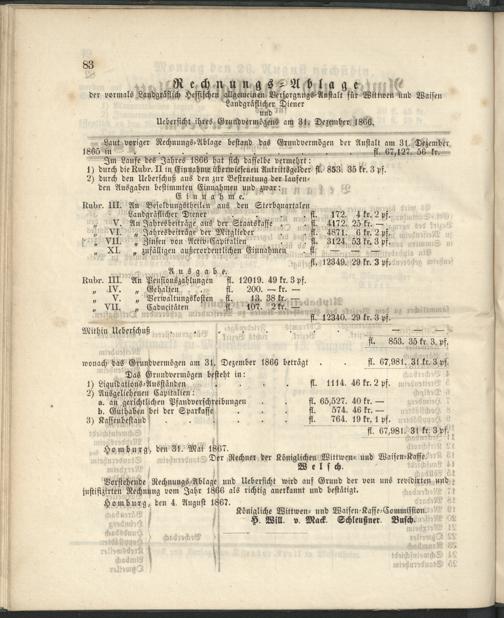 83
Rechnungs-Ablage
der vormals Landgräflich Hessischen allgemeinen Versorgungs-Anstalt für Wittwen und Waisen
Landgräflicher Diener
und
Uebersicht ihres Grundvermögens am 31. Dezember 1866.
Laut voriger Rechnungs-Ablage bestand das Grundvermögen der Anstalt am 31. Dezember
1865 in . . . fl. 67,127. 56 kr.
Im Laufe des Jahres 1866 hat sich dasselbe vermehrt:
1) durch die Rubr. II in Einnahme überwiesenen Antrittsgelder fl. 853. 35 kr. 3 pf.
2) durch den Ueberschuß aus den zur Bestreitung der laufen-
den Ausgaben bestimmten Einnahmen und zwar:
Einnahme.
Rubr. III. An Besoldungstheilen aus den Sterbquartalen
Landgräflicher Diener . . fl. 172. 4 kr. 2 pf.
" V. An Jahresbeiträge aus der Staatskasse . fl. 4172. 25 kr. —
" VI. " Jahresbeiträge der Mitglieder . fl. 4871. 6 kr. 2 pf.
" VII. " Zinsen von Activ-Capitalien . fl. 3124. 53 kr. 3 pf.
" XI. " zufälligen außerordentlichen Einnahmen . fl. — — —
fl. 12349. 29 kr. 3 pf.
Ausgabe.
Rubr. III. An Pensionszahlungen fl. 12019. 49 kr. 3 pf.
" IV. " Gehalten fl. 200. — kr. —
" V. " Verwaltungskosten fl. 13. 38 kr.
" VII. " Caducitäten fl. 107. 2 kr.
fl. 12340. 29 kr. 3 pf.
Mithin Ueberschuß . . . . . — — —
fl. 853. 35 kr. 3. pf.
wonach das Grundvermögen am 31. Dezember 1866 beträgt . fl. 67,981. 31 kr. 3 pf.
Das Grundvermögen besteht in:
1) Liquidations-Ausständen . . . . fl. 1114. 46 kr. 2 pf.
2) Ausgeliehenen Capitalien:
a. an gerichtlichen Pfandverschreibungen . . fl. 65,527. 40 kr. —
b. Guthaben bei der Sparkasse . . fl. 574. 46 kr. —
3) Kassenbestand . . . . fl. 764. 19 kr. 1 pf.
fl. 67,981. 31 kr. 3 pf.
Homburg, den 31. Mai 1867.
Der Rechner der Königlichen Wittwen- und Waisen-Kasse.
Welsch.
Vorstehende Rechnungs-Ablage und Uebersicht wird auf Grund der von uns revidirten und
justifizirten Rechnung vom Jahr 1866 als richtig anerkannt und bestätigt.
Homburg, den 4. August 1867.
Königliche Wittwen- und Waisen-Kasse-Commission.
H. Will. v. Mack. Schleußner. Busch.